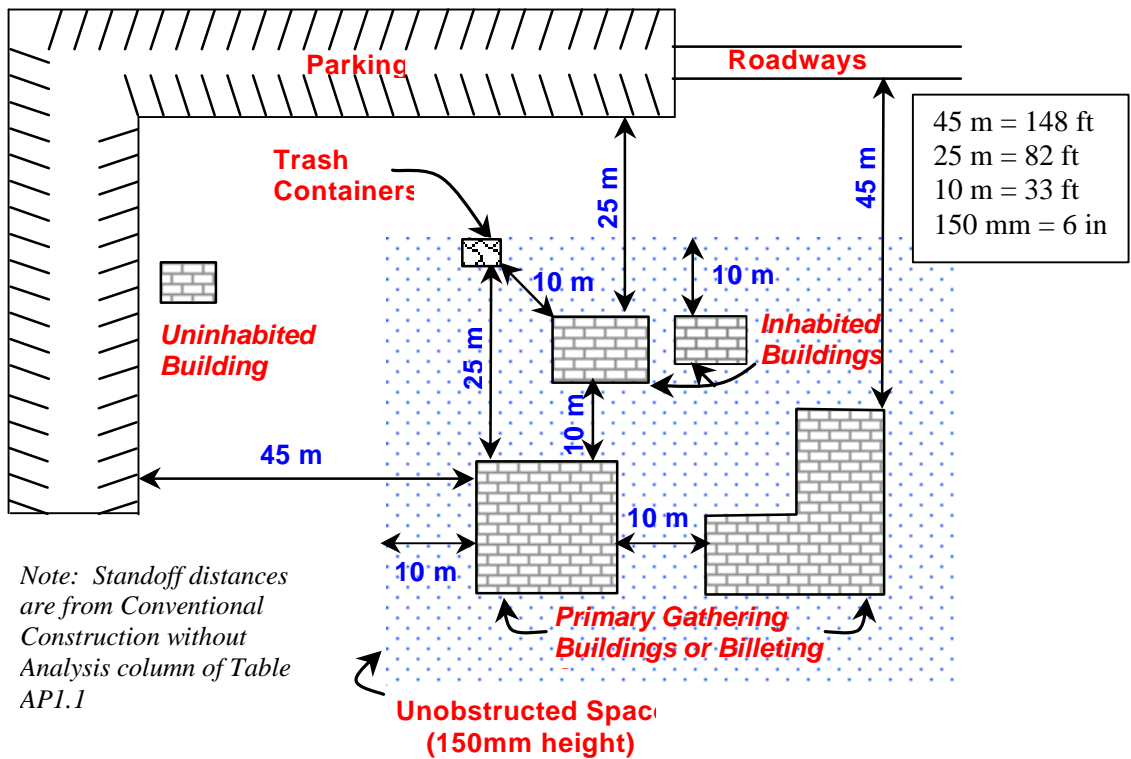 Parking
Roadways
45 m = 148 ft
25 m = 82 ft
10 m = 33 ft
150 mm = 6 in
Trash
Containers
25 m
45 m
10 m
10 m
Uninhabited
Building
Inhabited
Buildings
25 m
10 m
45 m
10 m
10 m
Note: Standoff distances
are from Conventional
Construction without
Analysis column of Table
AP1.1
Primary Gathering
Buildings or Billeting
Unobstructed Space
(150mm height)